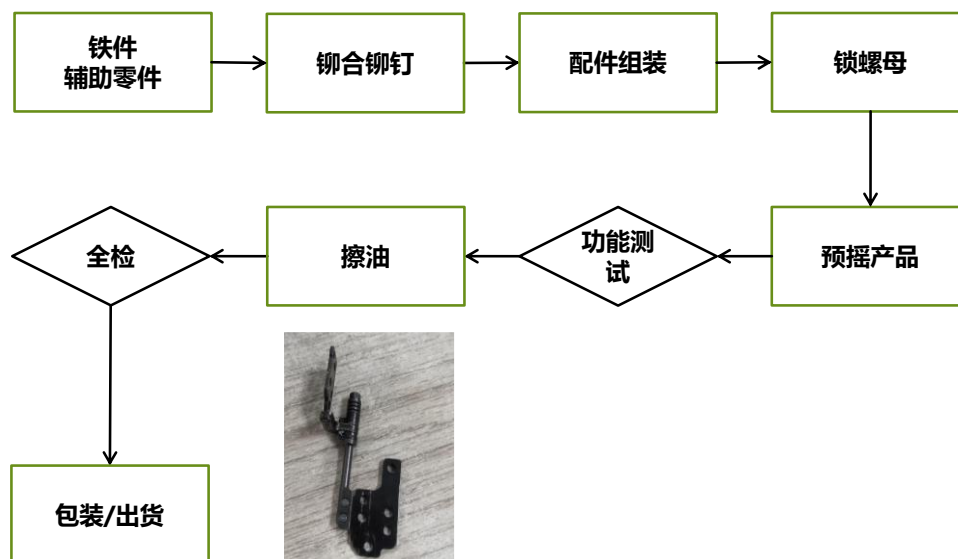 铁件
辅助零件
铆合铆钉
配件组装
锁螺母
预摇产品
功能测
试
擦油
全检
包装/出货